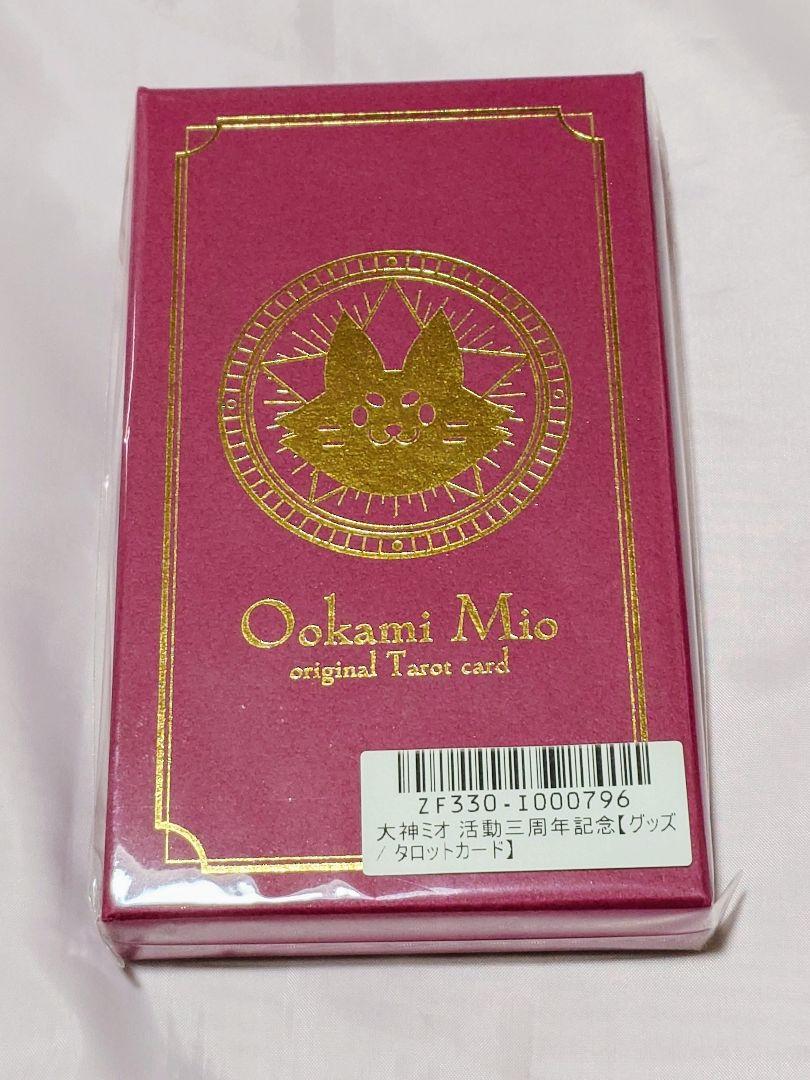 Ookami Mio
original Tarot card
ZF330-I000796
大神ミオ 活動三周年記念【グッズ
/ タロットカード】